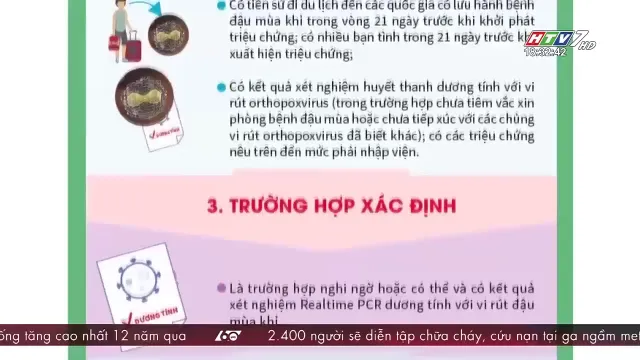 Có tiền sử đi du lịch đến các quốc gia có lưu hành bệnh
đậu mùa khỉ trong vòng 21 ngày trước khi khởi phát
triệu chứng; có nhiều bạn tình trong 21 ngày trước khi
xuất hiện triệu chứng;
HTV7 HD
18:32:42
Có kết quả xét nghiệm huyết thanh dương tính với vi
rút orthopoxvirus (trong trường hợp chưa tiêm vắc xin
phòng bệnh đậu mùa hoặc chưa tiếp xúc với các chủng
vi rút orthopoxvirus đã biết khác); có các triệu chứng
nêu trên đến mức phải nhập viện.
DƯƠNG TÍNH
3. TRƯỜNG HỢP XÁC ĐỊNH
Là trường hợp nghi ngờ hoặc có thể và có kết quả
xét nghiệm Realtime PCR dương tính với vi rút đậu
mùa khỉ
DƯƠNG TÍNH
ống tăng cao nhất 12 năm qua 60 2.400 người sẽ diễn tập chữa cháy, cứu nạn tại ga ngầm met